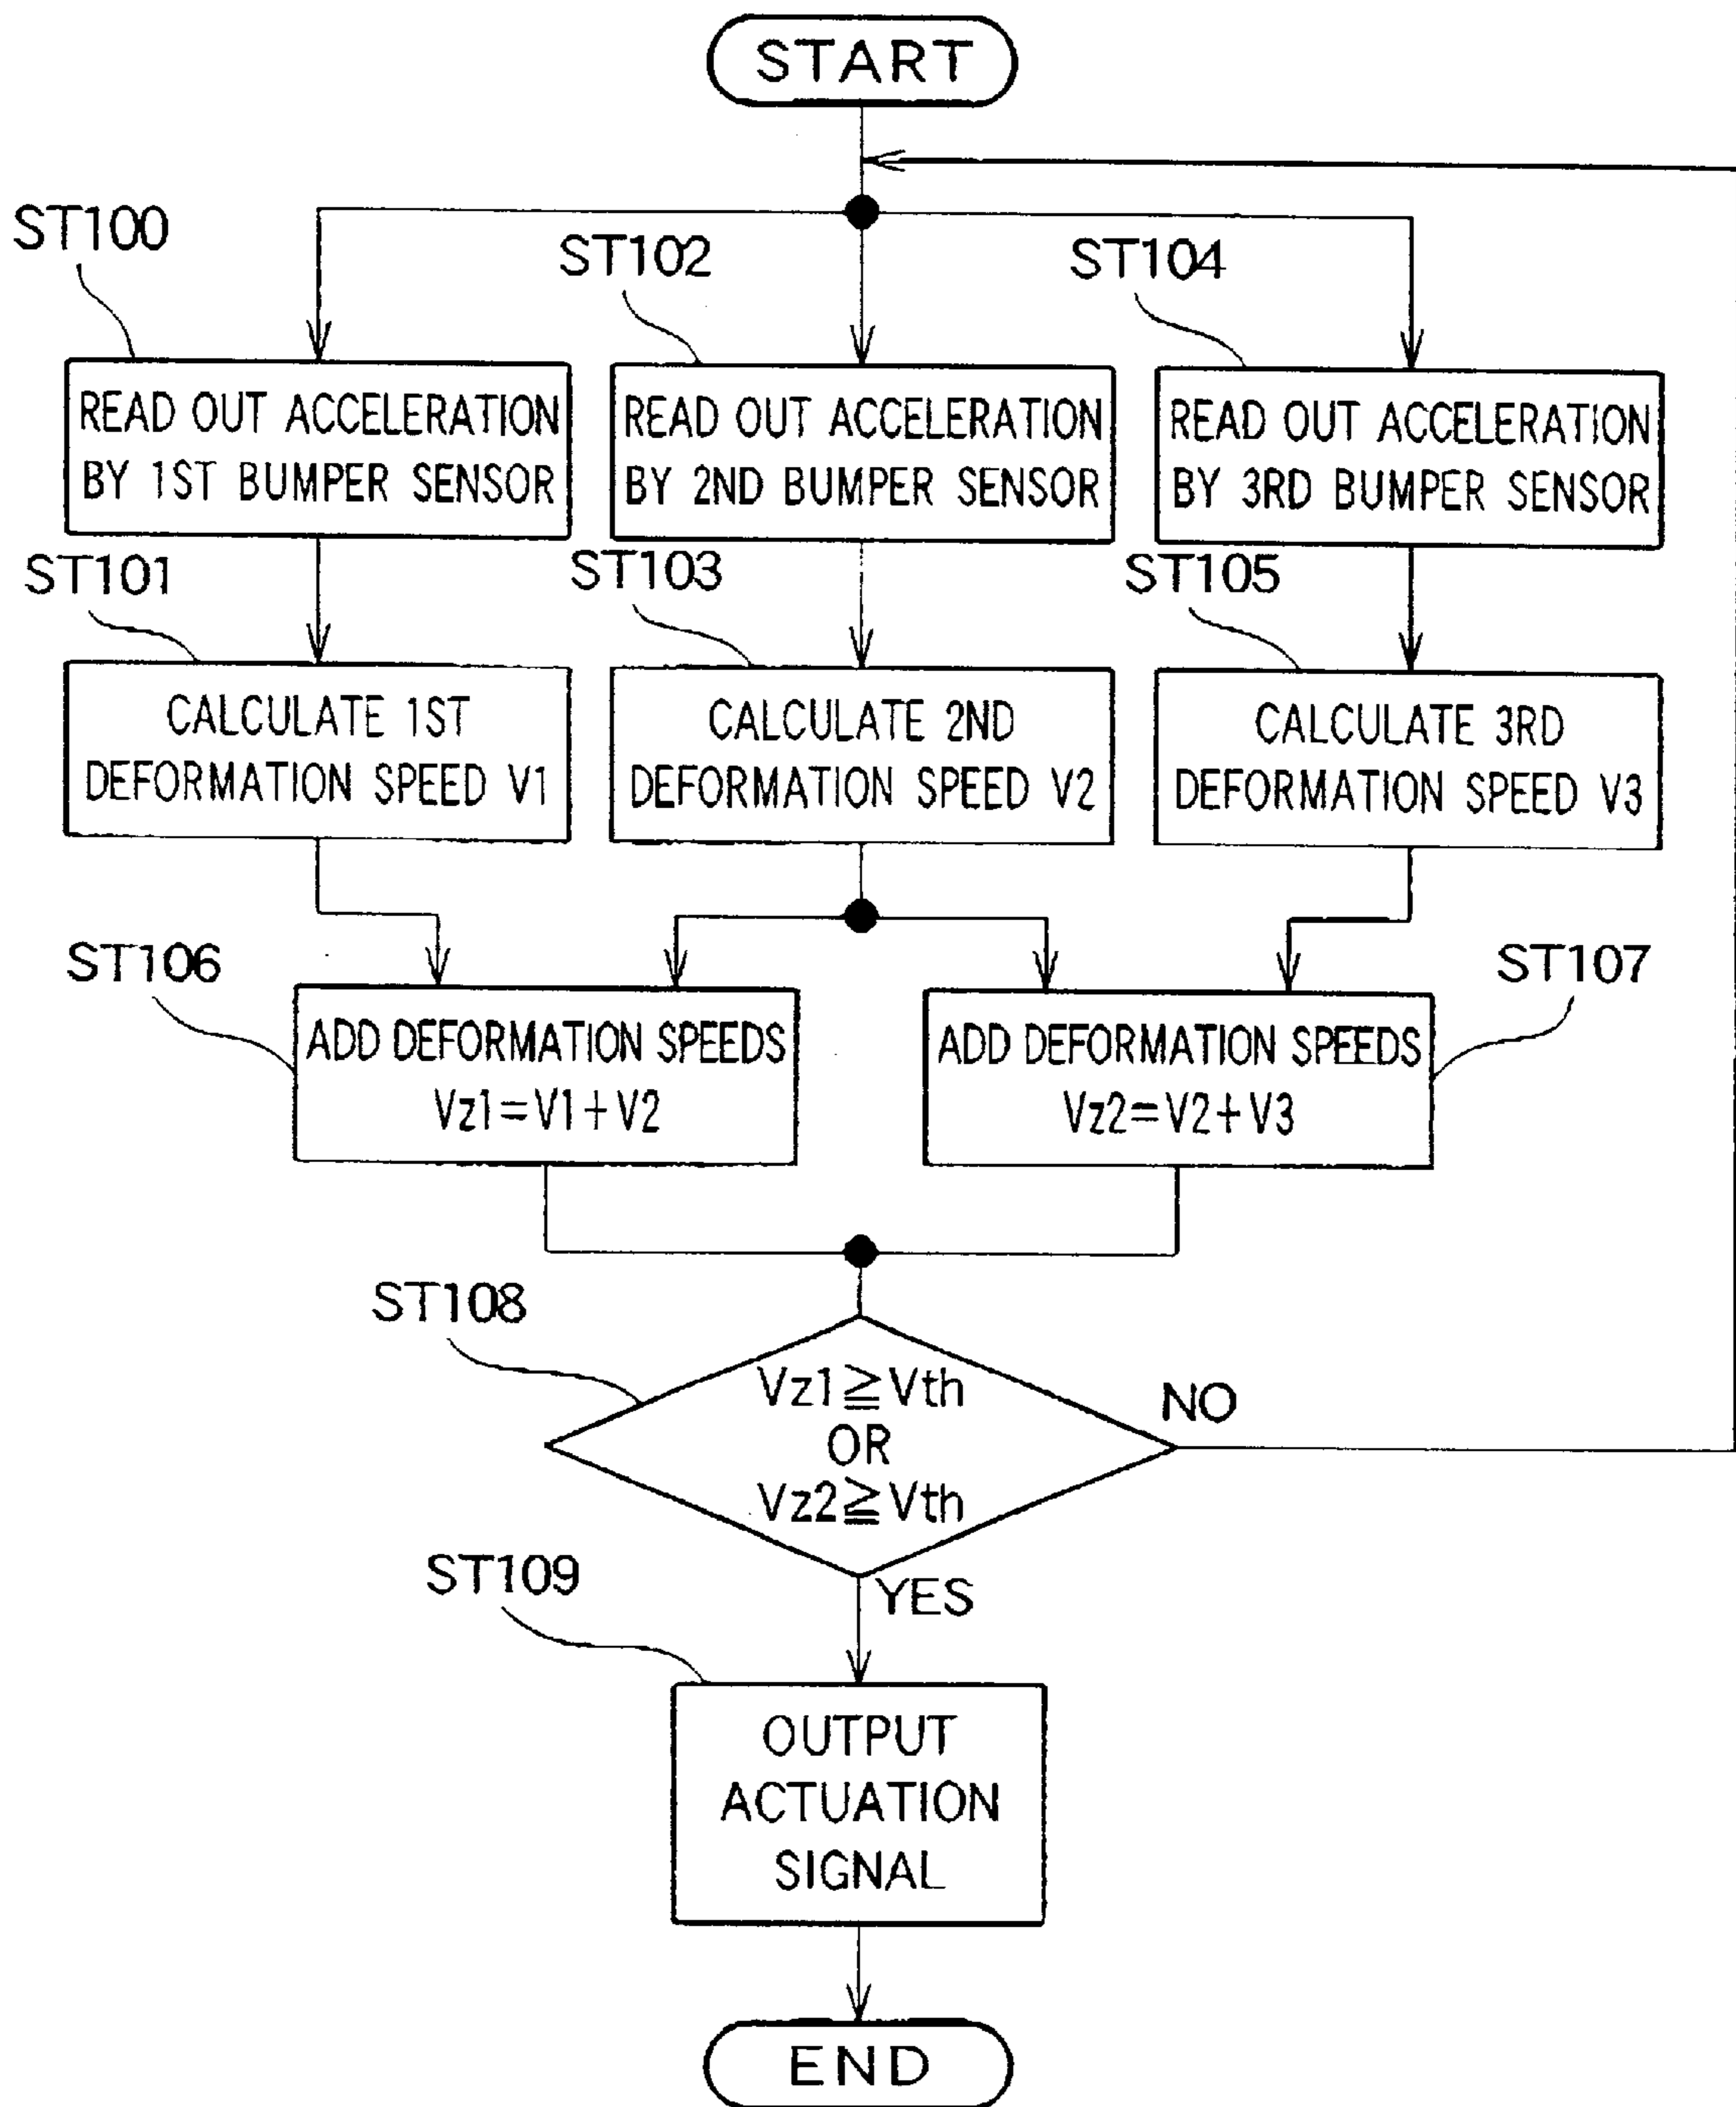 START
ST100
ST102
ST104
READ OUT ACCELERATION
BY 1ST BUMPER SENSOR
READ OUT ACCELERATION
BY 2ND BUMPER SENSOR
READ OUT ACCELERATION
BY 3RD BUMPER SENSOR
ST101
ST103
ST105
CALCULATE 1ST
DEFORMATION SPEED V1
CALCULATE 2ND
DEFORMATION SPEED V2
CALCULATE 3RD
DEFORMATION SPEED V3
ST106
ST107
ADD DEFORMATION SPEEDS
Vz1=V1+V2
ADD DEFORMATION SPEEDS
Vz2=V2+V3
ST108
Vz1≧Vth
OR
Vz2≧Vth
NO
YES
ST109
OUTPUT
ACTUATION
SIGNAL
END